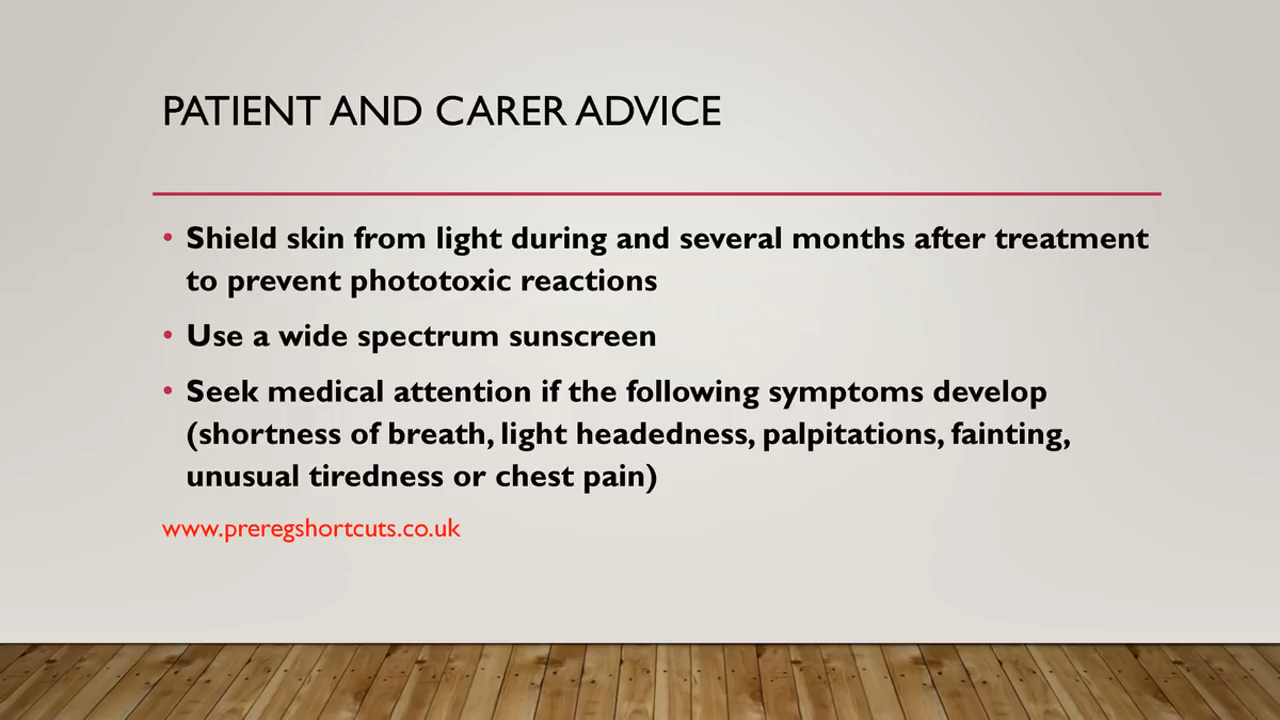 PATIENT AND CARER ADVICE
• Shield skin from light during and several months after treatment
to prevent phototoxic reactions
• Use a wide spectrum sunscreen
• Seek medical attention if the following symptoms develop
(shortness of breath, light headedness, palpitations, fainting,
unusual tiredness or chest pain)
www.preregshortcuts.co.uk